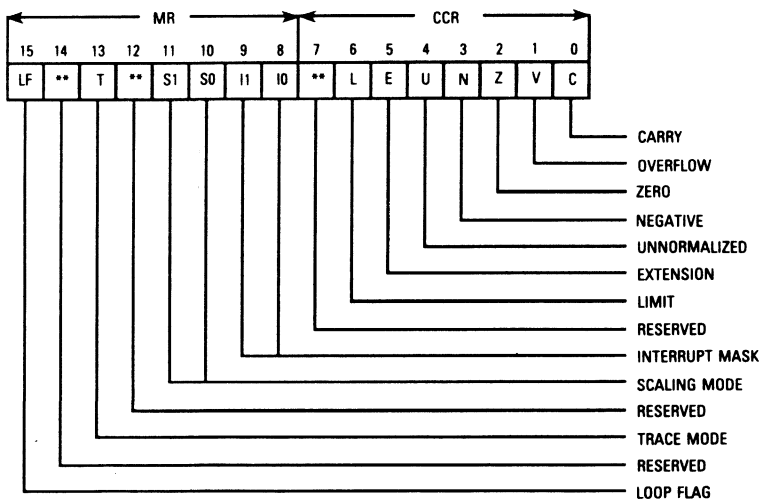 MR CCR
15 14 13 12 11 10 9 8 7 6 5 4 3 2 1 0
LF ** T ** S1 S0 I1 I0 ** L E U N Z V C
CARRY
OVERFLOW
ZERO
NEGATIVE
UNNORMALIZED
EXTENSION
LIMIT
RESERVED
INTERRUPT MASK
SCALING MODE
RESERVED
TRACE MODE
RESERVED
LOOP FLAG